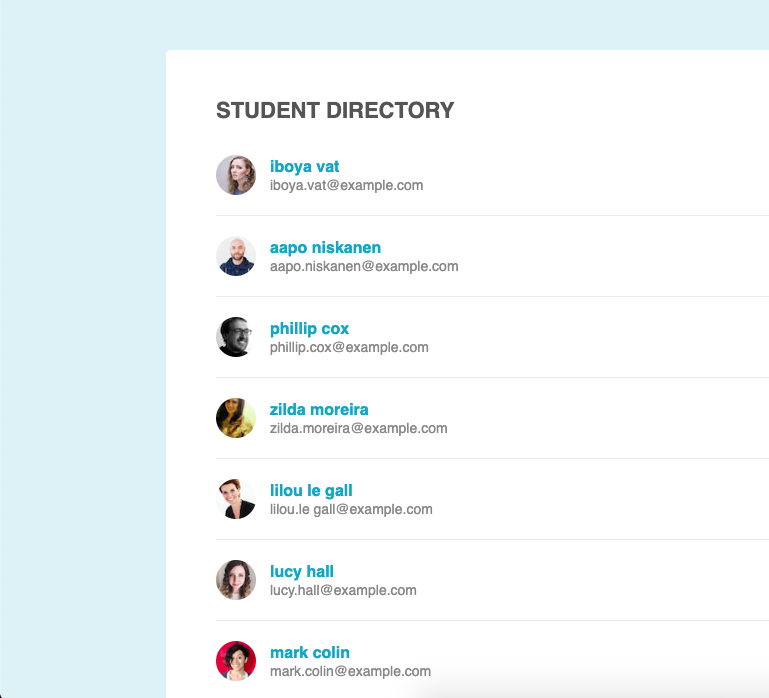 STUDENT DIRECTORY
iboya vat
iboya.vat@example.com
aapo niskanen
aapo.niskanen@example.com
phillip cox
phillip.cox@example.com
zilda moreira
zilda.moreira@example.com
lilou le gall
lilou.le gall@example.com
lucy hall
lucy.hall@example.com
mark colin
mark.colin@example.com